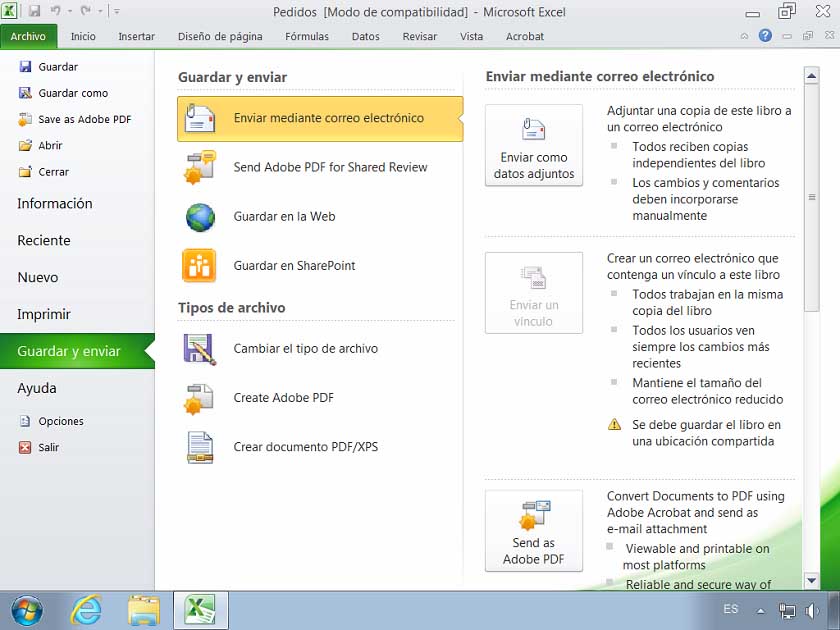 Pedidos [Modo de compatibilidad] - Microsoft Excel
Archivo Inicio Insertar Diseño de página Fórmulas Datos Revisar Vista Acrobat
Guardar
Guardar como
Save as Adobe PDF
Abrir
Cerrar
Información
Reciente
Nuevo
Imprimir
Guardar y enviar
Ayuda
Opciones
Salir
Guardar y enviar
Enviar mediante correo electrónico
Send Adobe PDF for Shared Review
Guardar en la Web
Guardar en SharePoint
Tipos de archivo
Cambiar el tipo de archivo
Create Adobe PDF
Crear documento PDF/XPS
Enviar mediante correo electrónico
Enviar como
datos adjuntos
Adjuntar una copia de este libro a
un correo electrónico
Todos reciben copias
independientes del libro
Los cambios y comentarios
deben incorporarse
manualmente
Enviar un
vínculo
Crear un correo electrónico que
contenga un vínculo a este libro
Todos trabajan en la misma
copia del libro
Todos los usuarios ven
siempre los cambios más
recientes
Mantiene el tamaño del
correo electrónico reducido
Se debe guardar el libro en
una ubicación compartida
Send as
Adobe PDF
Convert Documents to PDF using
Adobe Acrobat and send as
e-mail attachment
Viewable and printable on
most platforms
Reliable and secure way of
ES